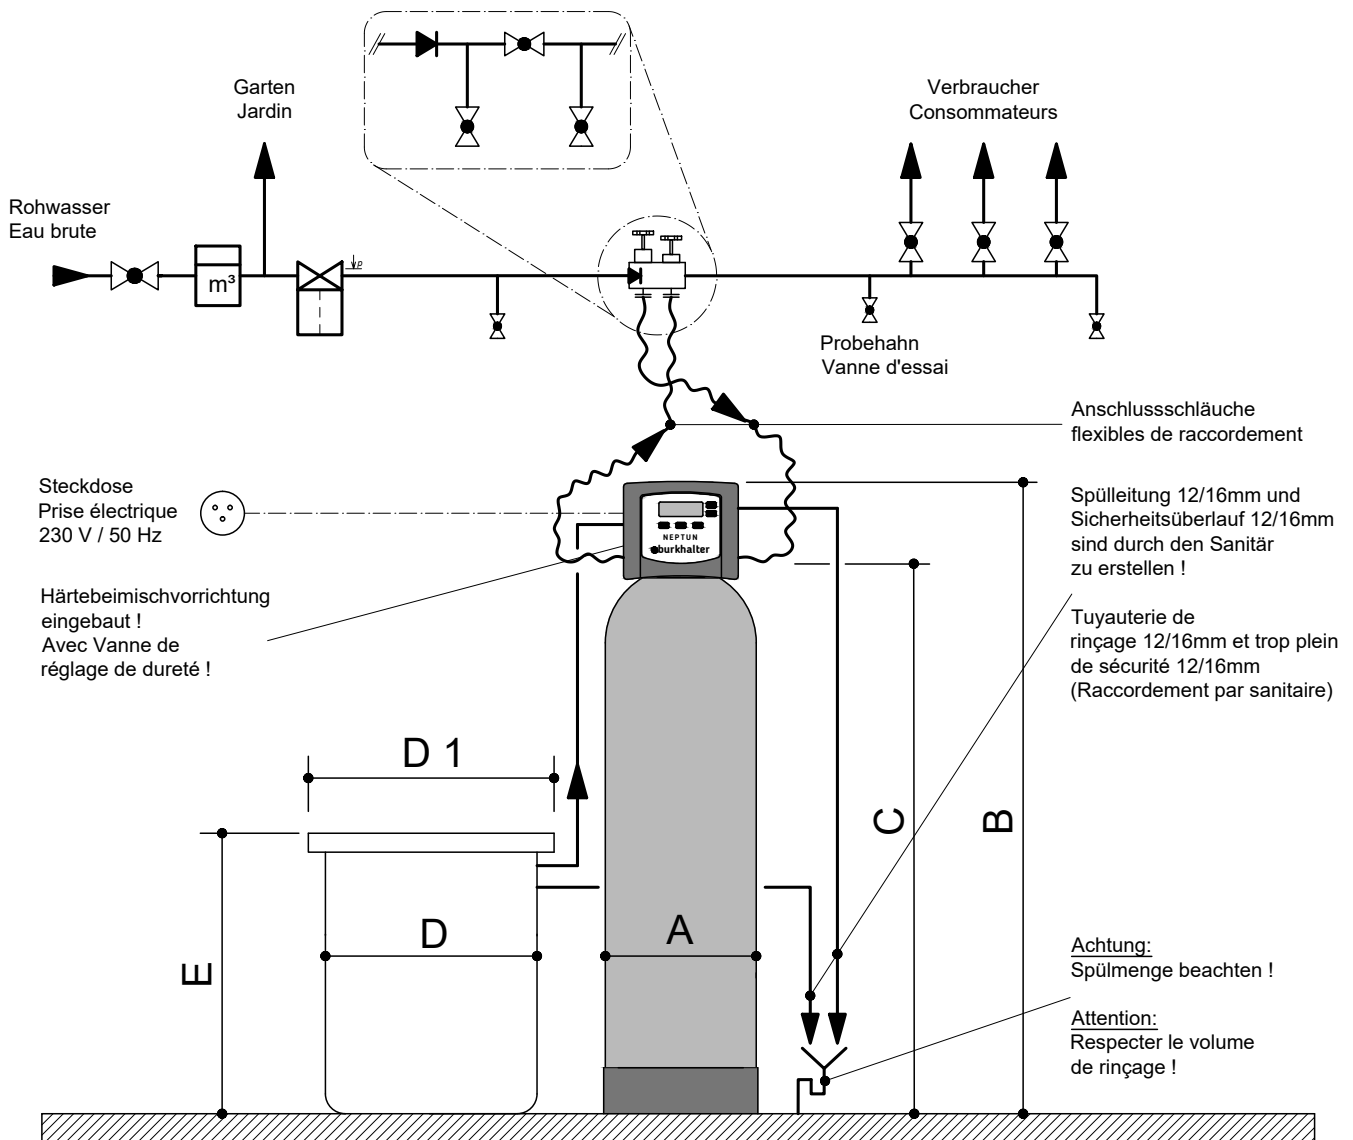 Garten
Jardin
Verbraucher
Consommateurs
Rohwasser
Eau brute
m³
p
Probehahn
Vanne d'essai
Anschlussschläuche
flexibles de raccordement
Steckdose
Prise électrique
230 V / 50 Hz
Spülleitung 12/16mm und
Sicherheitsüberlauf 12/16mm
sind durch den Sanitär
zu erstellen !
NEPTUN
burkhalter
Härtebeimischvorrichtung
eingebaut !
Avec Vanne de
réglage de dureté !
Tuyauterie de
rinçage 12/16mm et trop plein
de sécurité 12/16mm
(Raccordement par sanitaire)
D 1
C
B
D
A
E
Achtung:
Spülmenge beachten !
Attention:
Respecter le volume
de rinçage !